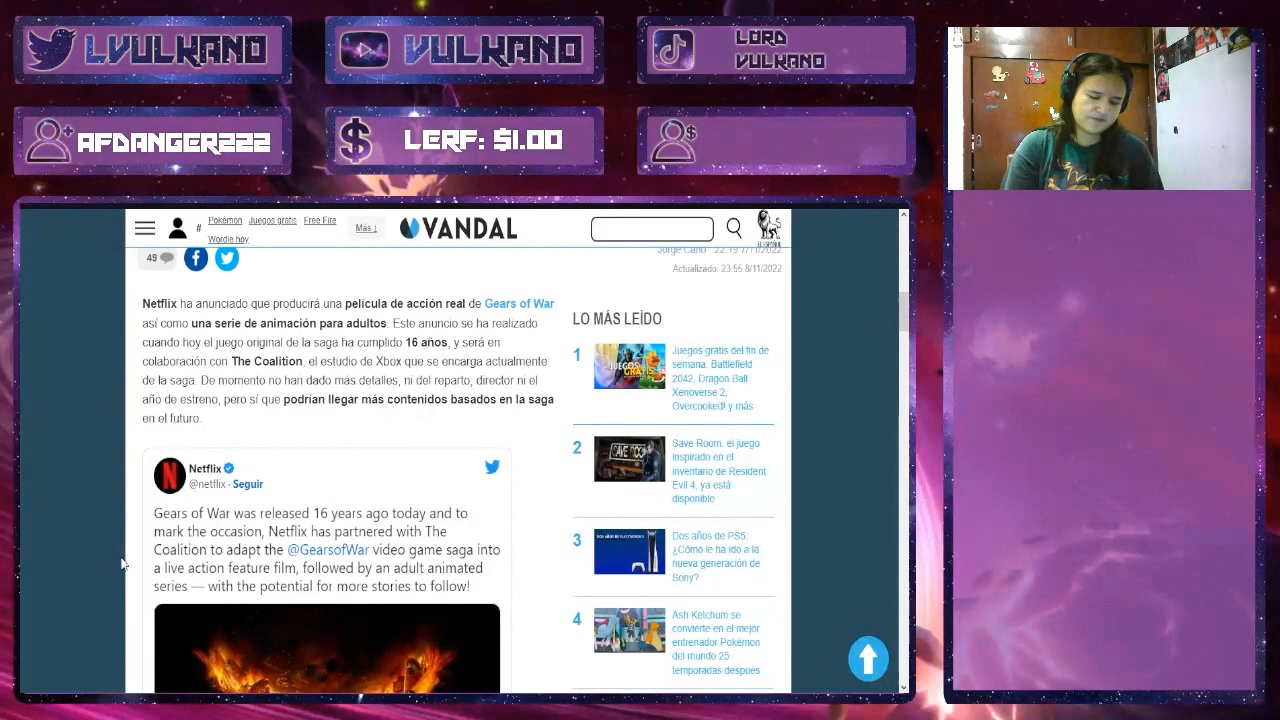 LVULKANO
VULKANO
LORD
VULKANO
AFDANGER222
LERF: $1.00
Pokémon Juegos gratis Free Fire
#
Wordle hoy
Más ↓
VANDAL
EL ESPAÑOL
49
Jorge Cano 22:19 7/11/2022
Actualizado: 23:55 8/11/2022
Netflix ha anunciado que producirá una película de acción real de Gears of War
así como una serie de animación para adultos. Este anuncio se ha realizado
cuando hoy el juego original de la saga ha cumplido 16 años, y será en
colaboración con The Coalition, el estudio de Xbox que se encarga actualmente
de la saga. De momento no han dado más detalles, ni del reparto, director ni el
año de estreno, pero sí que podrían llegar más contenidos basados en la saga
en el futuro.
Netflix
@netflix · Seguir
Gears of War was released 16 years ago today and to
mark the occasion, Netflix has partnered with The
Coalition to adapt the @GearsofWar video game saga into
a live action feature film, followed by an adult animated
series — with the potential for more stories to follow!
LO MÁS LEÍDO
1
JUEGOS
GRATIS
Juegos gratis del fin de
semana: Battlefield
2042, Dragon Ball
Xenoverse 2,
Overcooked! y más
2
SAVE ROOM
Save Room, el juego
inspirado en el
inventario de Resident
Evil 4, ya está
disponible
3
DOS AÑOS DE PLAYSTATION 5
Dos años de PS5:
¿Cómo le ha ido a la
nueva generación de
Sony?
4
Ash Ketchum se
convierte en el mejor
entrenador Pokémon
del mundo 25
temporadas después